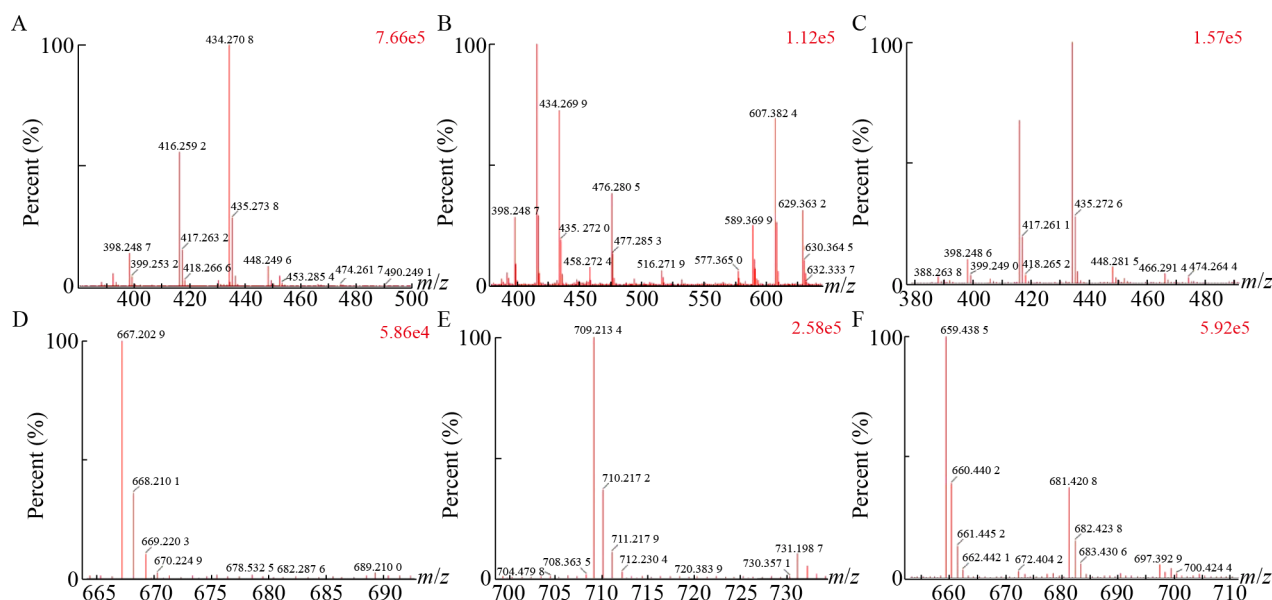 A
7.66e5
Percent (%)
100
0
434.270 8
416.259 2
435.273 8
417.263 2
398.248 7
399.253 2
418.266 6
448.249 6
453.285 4
474.261 7
490.249 1
400 420 440 460 480 500 m/z
B
1.12e5
Percent (%)
100
0
434.269 9
607.382 4
476.280 5
398.248 7
629.363 2
589.369 9
435. 272 0
477.285 3
458.272 4
516.271 9
577.365 0
630.364 5
632.333 7
400 450 500 550 600 m/z
C
1.57e5
Percent (%)
100
0
435.272 6
417.261 1
398.248 6
388.263 8
399.249 0
418.265 2
448.281 5
466.291 4
474.264 4
380 400 420 440 460 480 m/z
D
5.86e4
Percent (%)
100
0
667.202 9
668.210 1
669.220 3
670.224 9
678.532 5
682.287 6
689.210 0
665 670 675 680 685 690 m/z
E
2.58e5
Percent (%)
100
0
709.213 4
710.217 2
711.217 9
712.230 4
708.363 5
704.479 8
720.383 9
730.357 1
731.198 7
700 705 710 715 720 725 730 m/z
F
5.92e5
Percent (%)
100
0
659.438 5
660.440 2
661.445 2
662.442 1
672.404 2
681.420 8
682.423 8
683.430 6
697.392 9
700.424 4
660 670 680 690 700 710 m/z